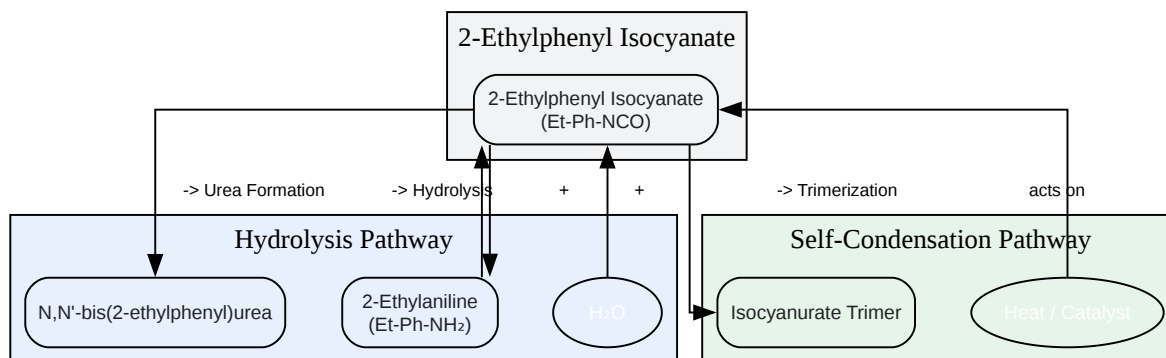 2-Ethylphenyl Isocyanate
2-Ethylphenyl Isocyanate
(Et-Ph-NCO)
-> Urea Formation
-> Hydrolysis
+
+
-> Trimerization
acts on
Hydrolysis Pathway
Self-Condensation Pathway
N,N'-bis(2-ethylphenyl)urea
2-Ethylaniline
(Et-Ph-NH₂)
H₂O
Isocyanurate Trimer
Heat / Catalyst